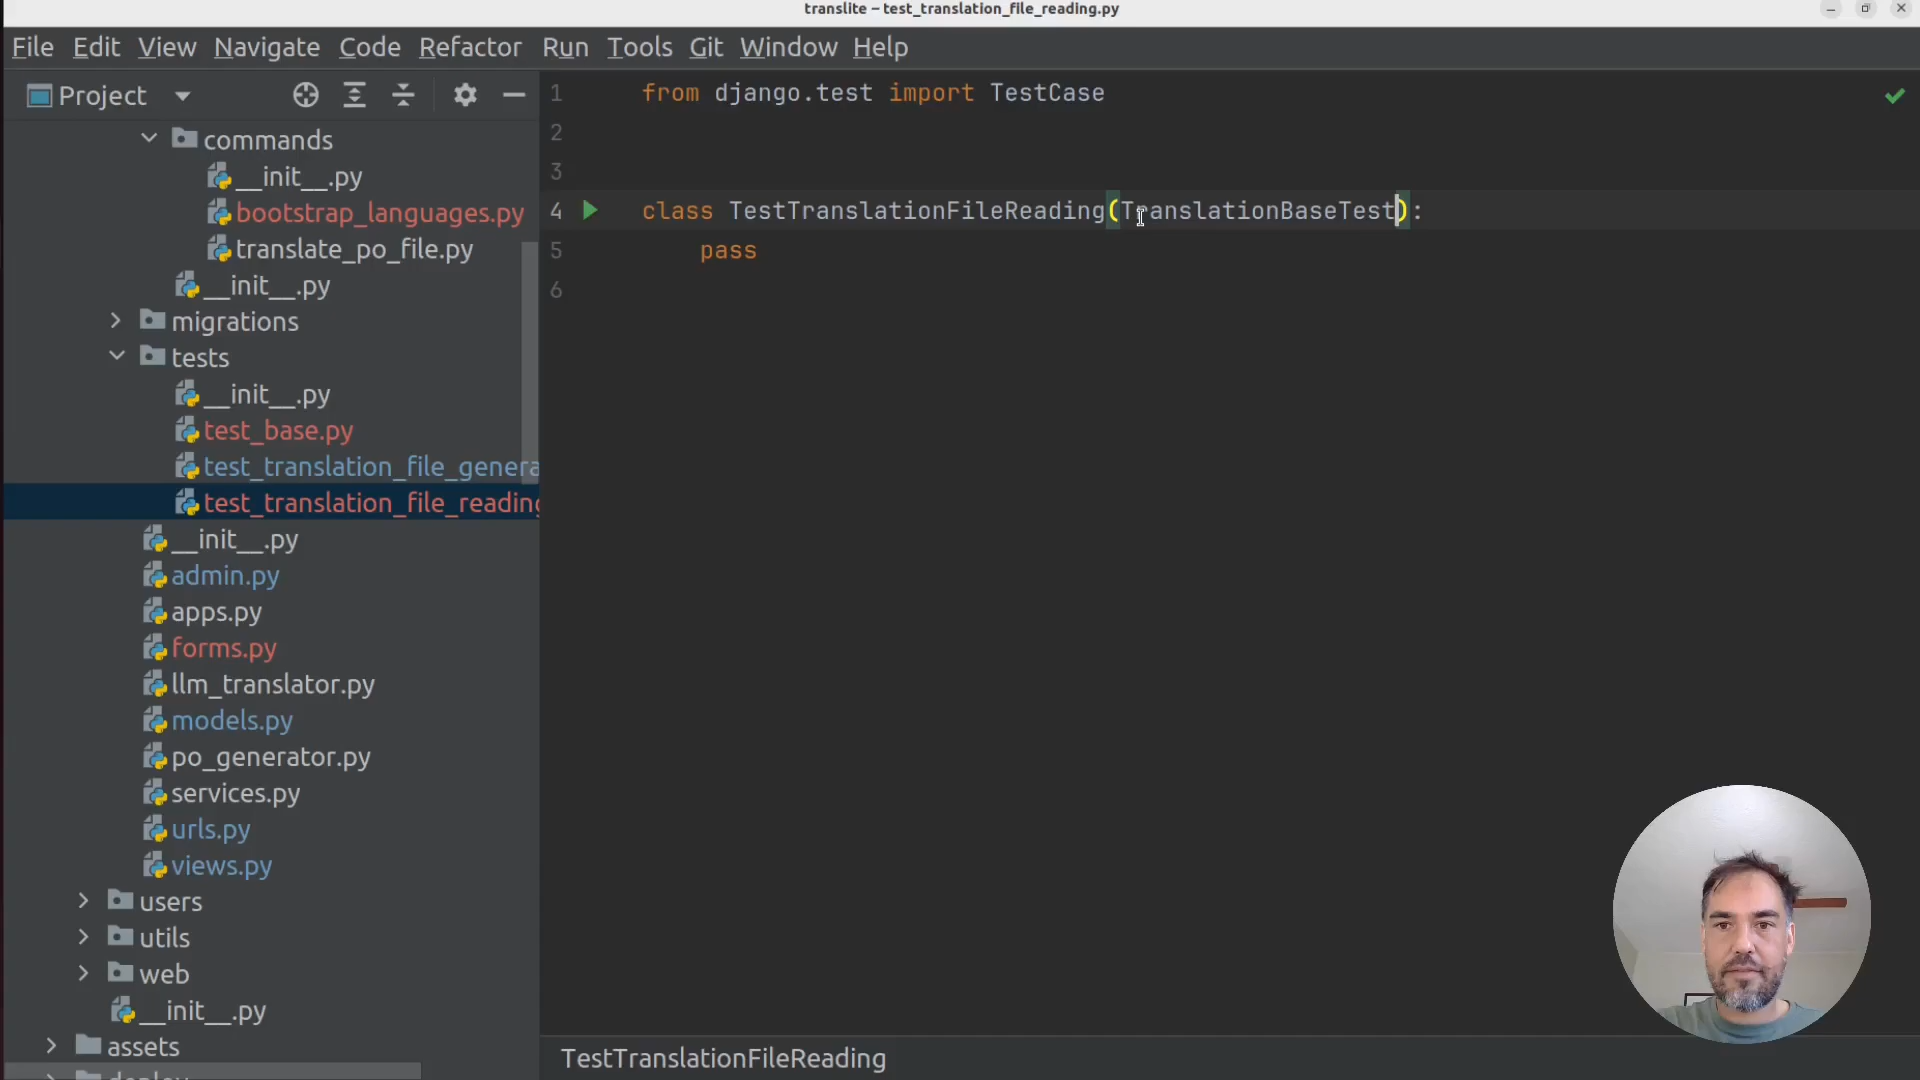 translite – test_translation_file_reading.py
File Edit View Navigate Code Refactor Run Tools Git Window Help
Project
commands
__init__.py
bootstrap_languages.py
translate_po_file.py
__init__.py
migrations
tests
__init__.py
test_base.py
test_translation_file_genera
test_translation_file_reading
__init__.py
admin.py
apps.py
forms.py
llm_translator.py
models.py
po_generator.py
services.py
urls.py
views.py
users
utils
web
__init__.py
assets
deploy
1 from django.test import TestCase
2
3
4 class TestTranslationFileReading(TranslationBaseTest):
5 pass
6
TestTranslationFileReading